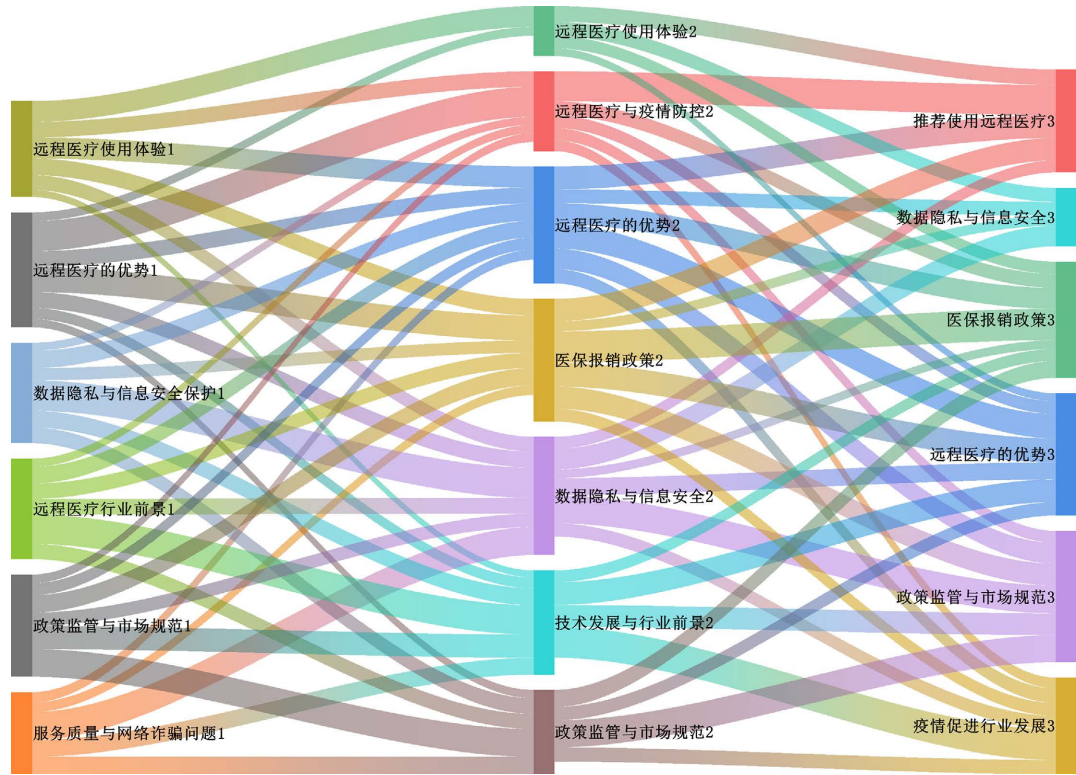 远程医疗使用体验1
远程医疗的优势1
数据隐私与信息安全保护1
远程医疗行业前景1
政策监管与市场规范1
服务质量与网络诈骗问题1
远程医疗使用体验2
远程医疗与疫情防控2
远程医疗的优势2
医保报销政策2
数据隐私与信息安全2
技术发展与行业前景2
政策监管与市场规范2
推荐使用远程医疗3
数据隐私与信息安全3
医保报销政策3
远程医疗的优势3
政策监管与市场规范3
疫情促进行业发展3